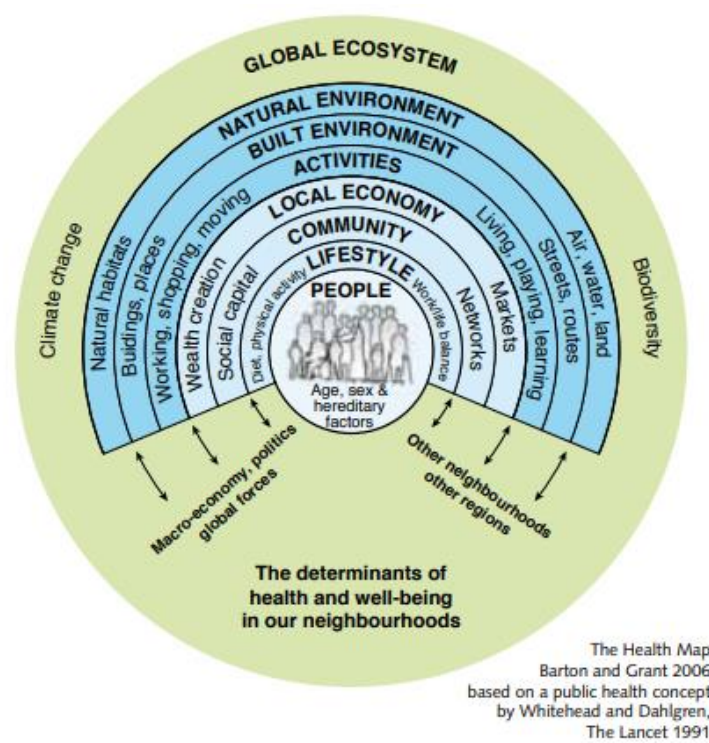 GLOBAL ECOSYSTEM
NATURAL ENVIRONMENT
BUILT ENVIRONMENT
ACTIVITIES
LOCAL ECONOMY
COMMUNITY
LIFESTYLE
PEOPLE
Climate change
Natural habitats
Buidings, places
Working, shopping, moving
Wealth creation
Social capital
Diet, physical activity
Work/life balance
Networks
Markets
Living, playing, learning
Streets, routes
Air, water, land
Biodiversity
Age, sex &
hereditary
factors
Macro-economy, politics
global forces
Other neighbourhoods
other regions
The determinants of
health and well-being
in our neighbourhoods
The Health Map
Barton and Grant 2006
based on a public health concept
by Whitehead and Dahlgren,
The Lancet 1991